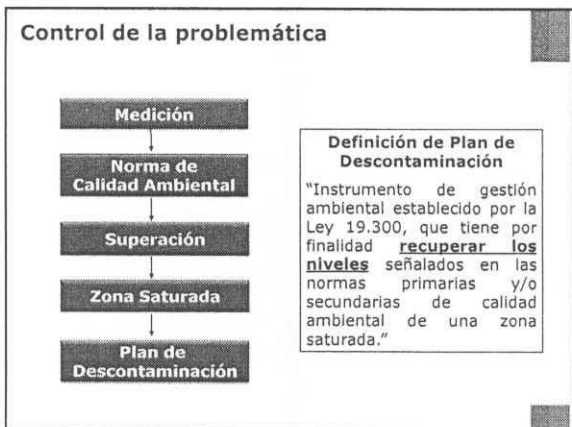 Control de la problemática
Medición
Norma de
Calidad Ambiental
Superación
Zona Saturada
Plan de
Descontaminación
Definición de Plan de
Descontaminación
“Instrumento de gestión
ambiental establecido por la
Ley 19.300, que tiene por
finalidad recuperar los
niveles señalados en las
normas primarias y/o
secundarias de calidad
ambiental de una zona
saturada.”